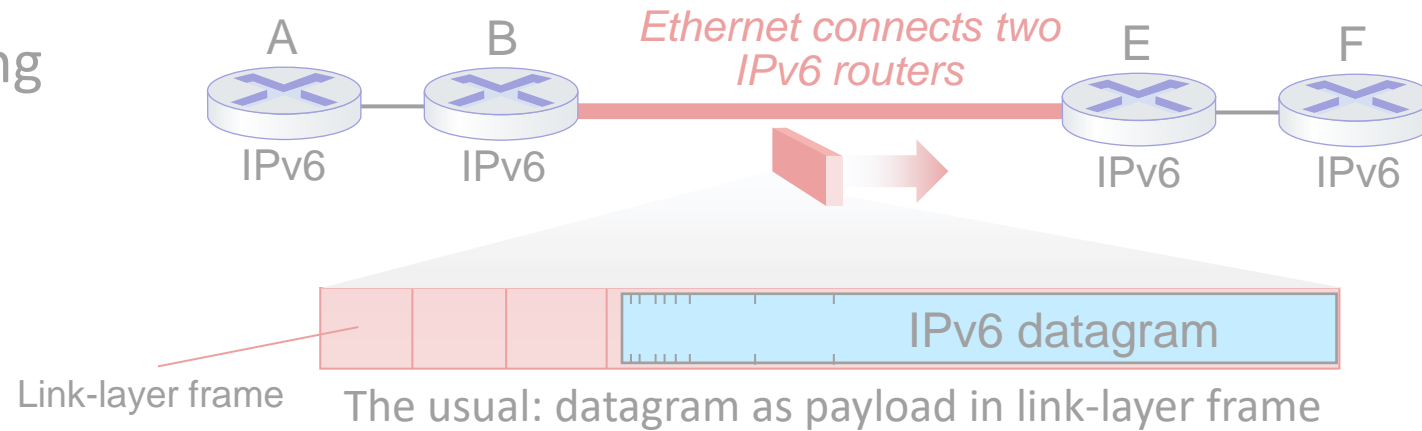 ng
A
B
Ethernet connects two
IPv6 routers
E
F
IPv6
IPv6
IPv6
IPv6
IPv6 datagram
Link-layer frame
The usual: datagram as payload in link-layer frame